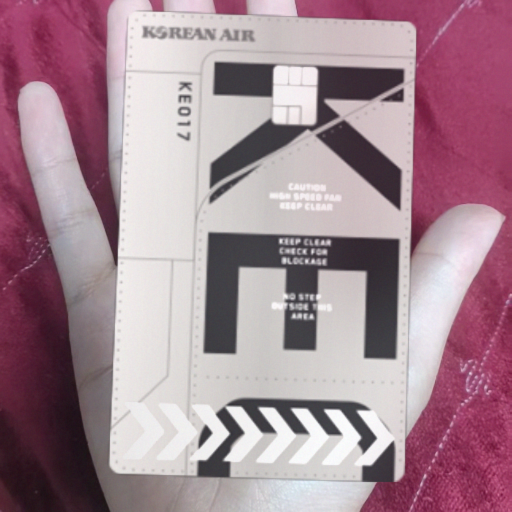 KOREAN AIR
KE017
KE
CAUTION
HIGH SPEED FAN
KEEP CLEAR
KEEP CLEAR
CHECK FOR
BLOCKAGE
NO STEP
OUTSIDE THIS
AREA